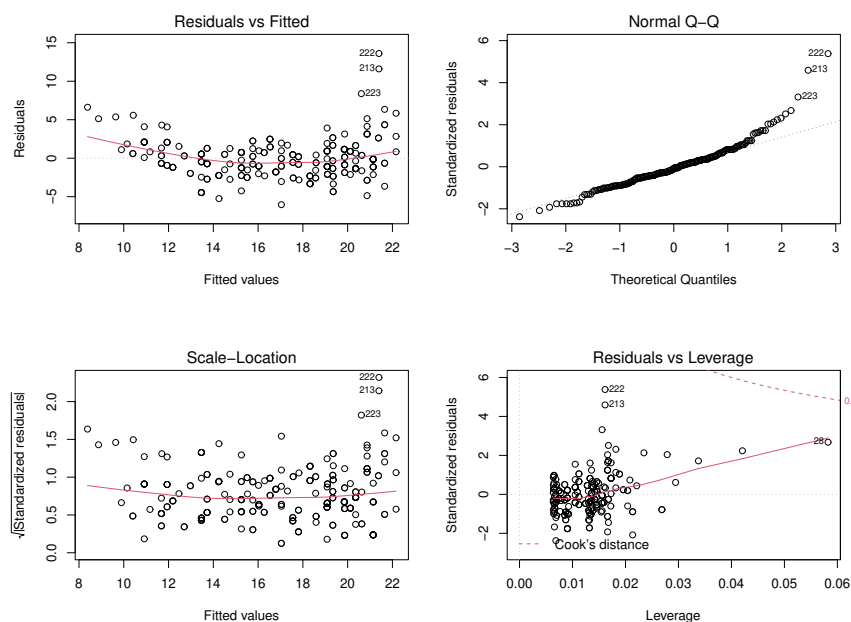 Residuals vs Fitted
Residuals
15
10
5
0
−5
222
213
223
8 10 12 14 16 18 20 22
Fitted values
Normal Q−Q
Standardized residuals
6
4
2
0
−2
222
213
223
−3 −2 −1 0 1 2 3
Theoretical Quantiles
Scale−Location
√|Standardized residuals|
2.0
1.5
1.0
0.5
0.0
222
213
223
8 10 12 14 16 18 20 22
Fitted values
Residuals vs Leverage
Standardized residuals
6
4
2
0
−2
222
213
28
0.
Cook's distance
0.00 0.01 0.02 0.03 0.04 0.05 0.06
Leverage